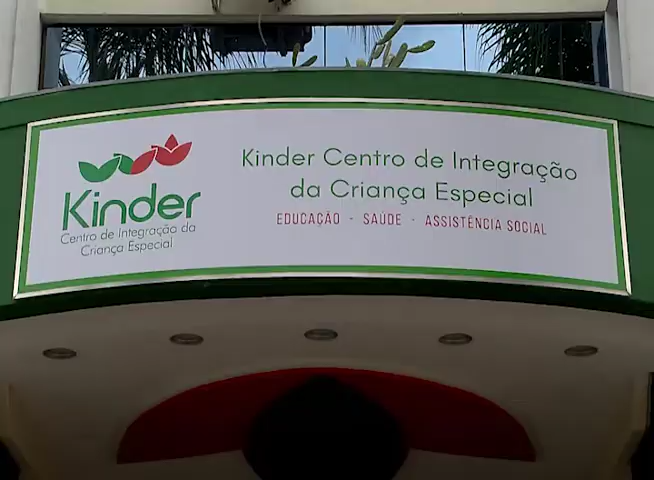 Kinder
Centro de Integração da
Criança Especial
Kinder Centro de Integração
da Criança Especial
EDUCAÇÃO - SAÚDE - ASSISTÊNCIA SOCIAL